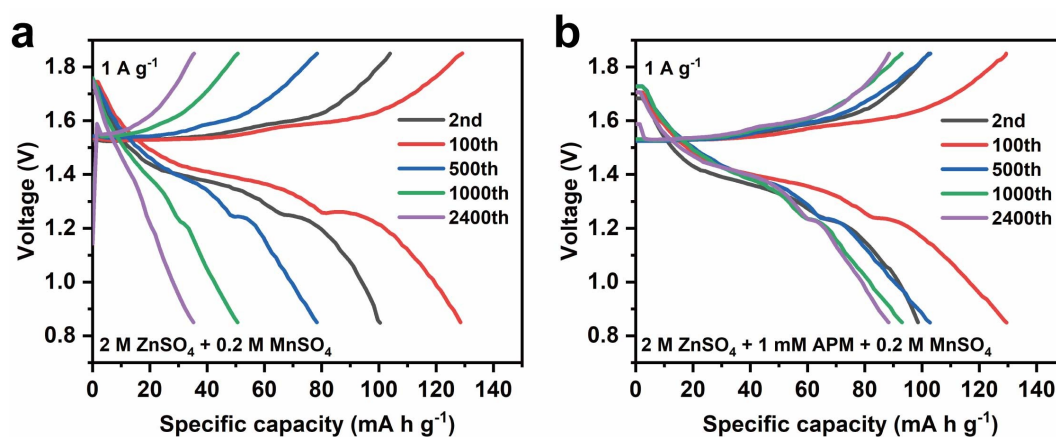 a
1 A g⁻¹
2nd
100th
500th
1000th
2400th
2 M ZnSO₄ + 0.2 M MnSO₄
Voltage (V)
1.8
1.6
1.4
1.2
1.0
0.8
0 20 40 60 80 100 120 140
Specific capacity (mA h g⁻¹)
b
1 A g⁻¹
2nd
100th
500th
1000th
2400th
2 M ZnSO₄ + 1 mM APM + 0.2 M MnSO₄
Voltage (V)
1.8
1.6
1.4
1.2
1.0
0.8
0 20 40 60 80 100 120 140
Specific capacity (mA h g⁻¹)